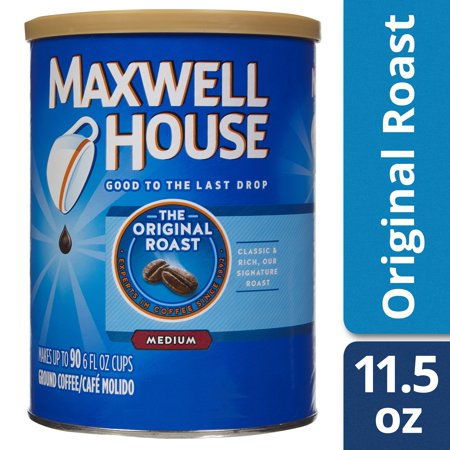 MAXWELL
HOUSE
GOOD TO THE LAST DROP
THE
ORIGINAL
ROAST
EXPERTS IN COFFEE SINCE 1892
CLASSIC &
RICH, OUR
SIGNATURE
ROAST
MEDIUM
MAKES UP TO 90 6 FL OZ CUPS
GROUND COFFEE/CAFÉ MOLIDO
Original Roast
11.5
oz